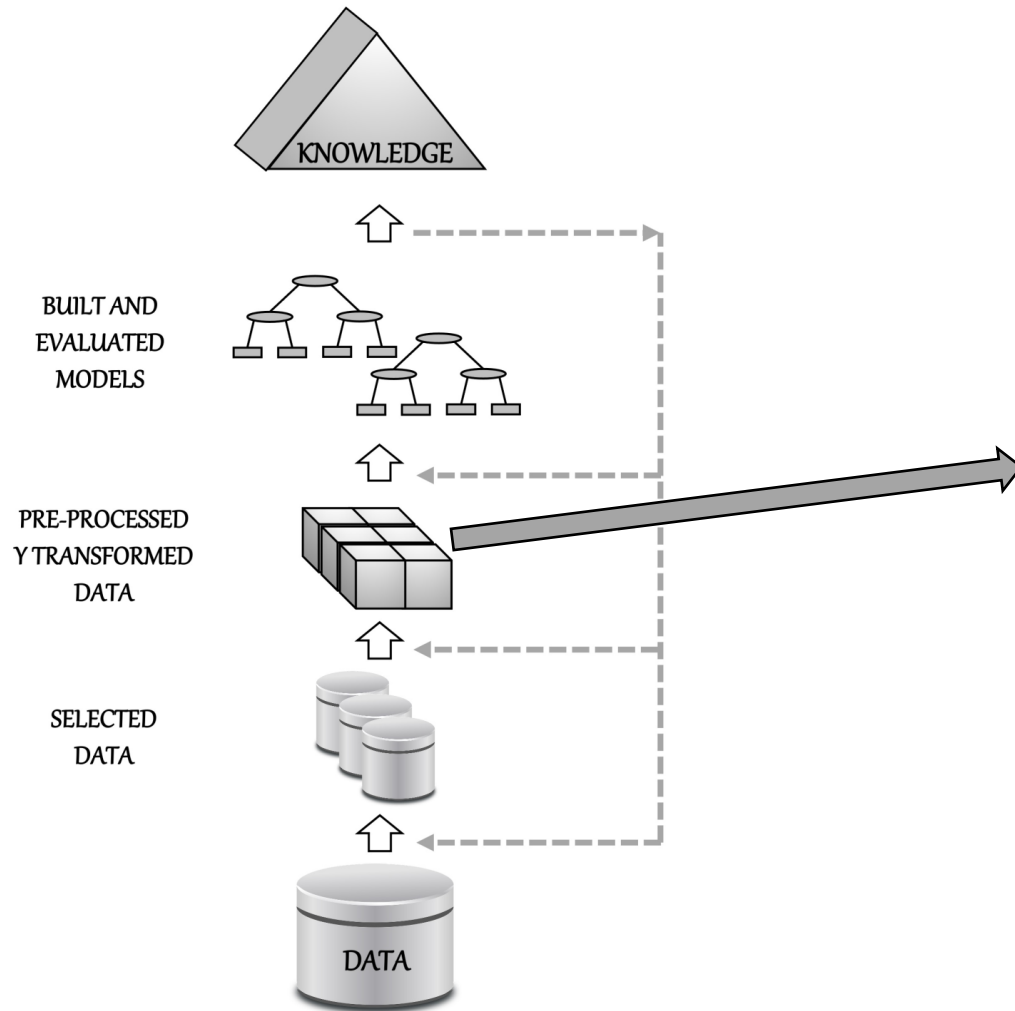 KNOWLEDGE
BUILT AND
EVALUATED
MODELS
PRE-PROCESSED
Y TRANSFORMED
DATA
SELECTED
DATA
DATA